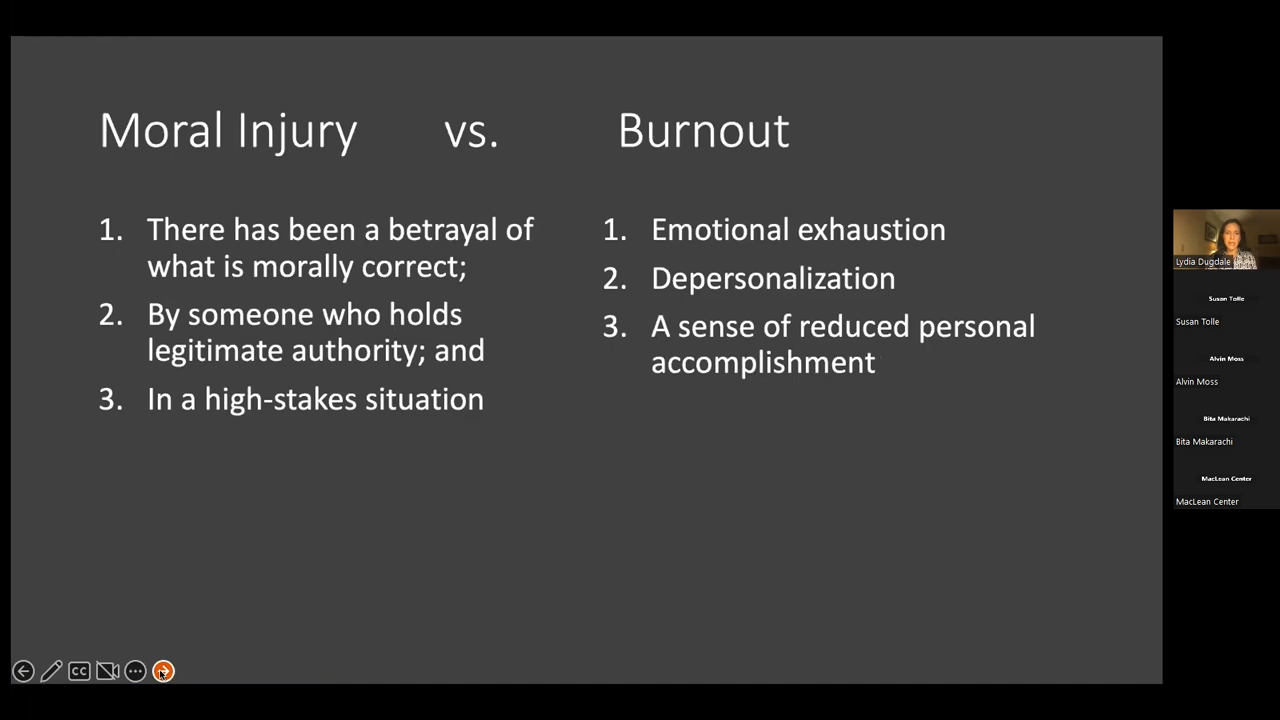 Moral Injury vs. Burnout
1. There has been a betrayal of
what is morally correct;
2. By someone who holds
legitimate authority; and
3. In a high-stakes situation
1. Emotional exhaustion
2. Depersonalization
3. A sense of reduced personal
accomplishment
Lydia Dugdale
Susan Tolle
Susan Tolle
Alvin Moss
Alvin Moss
Bita Makarachi
Bita Makarachi
MacLean Center
MacLean Center
CC